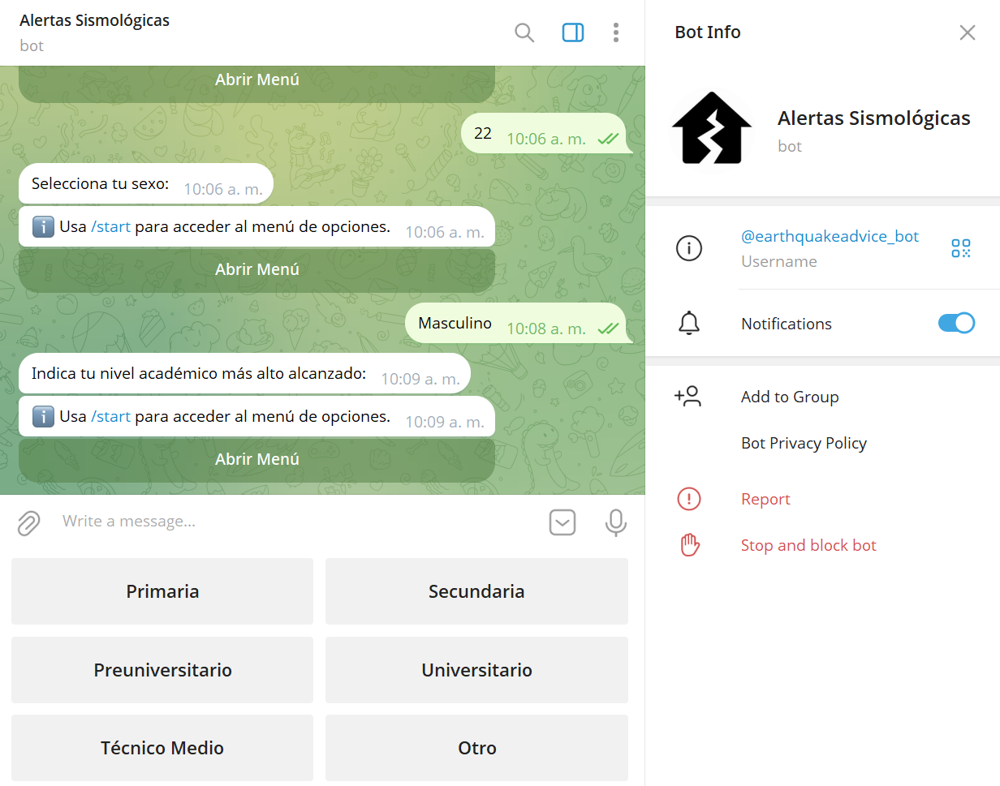 Alertas Sismológicas
bot
Abrir Menú
22 10:06 a. m.
Selecciona tu sexo: 10:06 a. m.
Usa /start para acceder al menú de opciones. 10:06 a. m.
Abrir Menú
Masculino 10:08 a. m.
Indica tu nivel académico más alto alcanzado: 10:09 a. m.
Usa /start para acceder al menú de opciones. 10:09 a. m.
Abrir Menú
Write a message...
Primaria
Secundaria
Preuniversitario
Universitario
Técnico Medio
Otro
Bot Info
Alertas Sismológicas
bot
@earthquakeadvice_bot
Username
Notifications
Add to Group
Bot Privacy Policy
Report
Stop and block bot